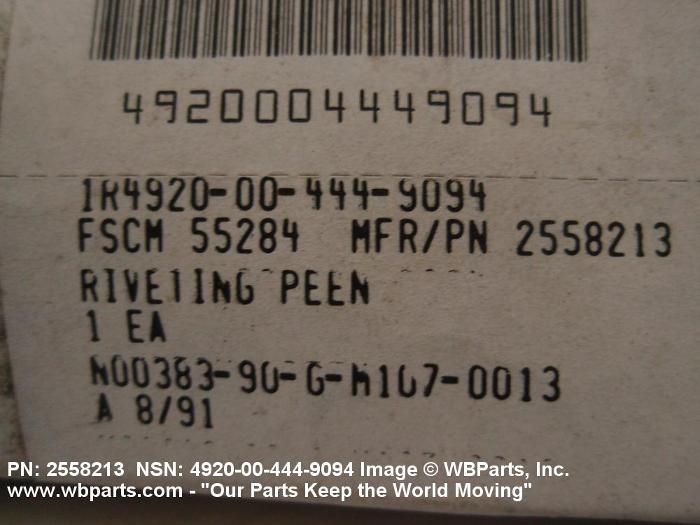 4920004449094
1R4920-00-444-9094
FSCM 55284 MFR/PN 2558213
RIVETING PEEN
1 EA
N00383-90-G-M107-0013
A 8/91
PN: 2558213 NSN: 4920-00-444-9094 Image © WBParts, Inc.
www.wbparts.com - "Our Parts Keep the World Moving"